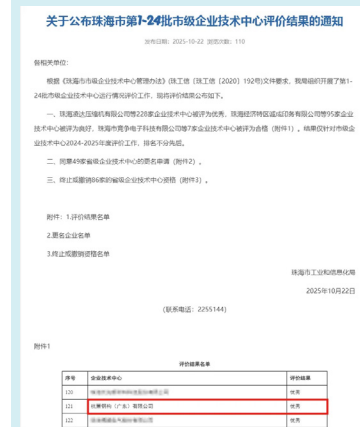 关于公布珠海市第1-24批市级企业技术中心评价结果的通知
发布日期：2025-10-22 浏览次数：110
各相关单位：
根据《珠海市市级企业技术中心管理办法》(珠工信〔2020〕192号)文件要求，我局组织开展了第1-
24批市级企业技术中心运行情况评价工作，现将评价结果公布如下。
一、珠海凌达压缩机有限公司等228家企业技术中心被评为优秀，珠海经济特区诚成印务有限公司等95家企业
技术中心被评为良好，珠海市竞争电子科技有限公司等7家企业技术中心被评为合格（附件1）。结果仅针对市级企
业技术中心2024-2025年度评价工作，排名不分先后。
二、同意49家省级企业技术中心的更名申请（附件2）。
三、终止或撤销86家的省级企业技术中心资格（附件3）。
附件：1.评价结果名单
2.更名企业名单
3.终止或撤销资格名单
珠海市工业和信息化局
2025年10月22日
（联系电话：2255144）
附件1
评价结果名单
序号 企业技术中心 评价结果
120 优秀
121 杭萧钢构（广东）有限公司 优秀
122 优秀